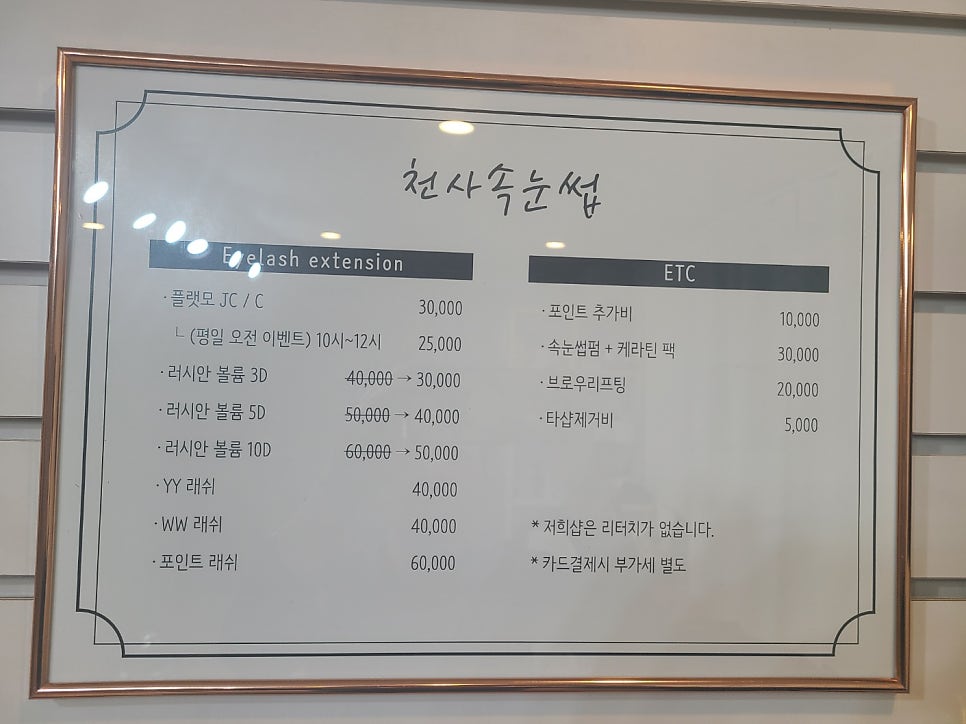 천사속눈썹
Eyelash extension
· 플랫모 JC / C 30,000
└ (평일 오전 이벤트) 10시~12시 25,000
· 러시안 볼륨 3D 40,000 → 30,000
· 러시안 볼륨 5D 50,000 → 40,000
· 러시안 볼륨 10D 60,000 → 50,000
· YY 래쉬 40,000
· WW 래쉬 40,000
· 포인트 래쉬 60,000
ETC
· 포인트 추가비 10,000
· 속눈썹펌 + 케라틴 팩 30,000
· 브로우리프팅 20,000
· 타샵제거비 5,000
* 저희샵은 리터치가 없습니다.
* 카드결제시 부가세 별도